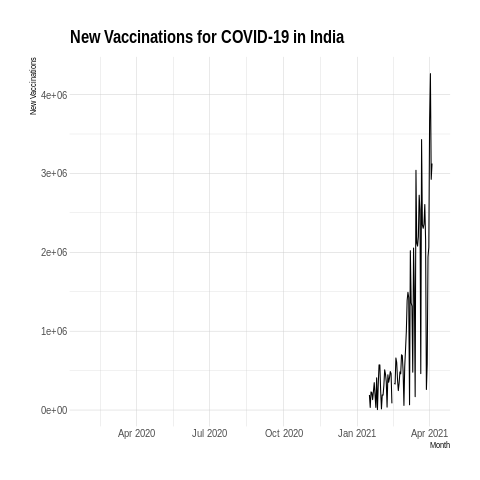 New Vaccinations for COVID-19 in India
New Vaccinations
4e+06
3e+06
2e+06
1e+06
0e+00
Apr 2020 Jul 2020 Oct 2020 Jan 2021 Apr 2021
Month